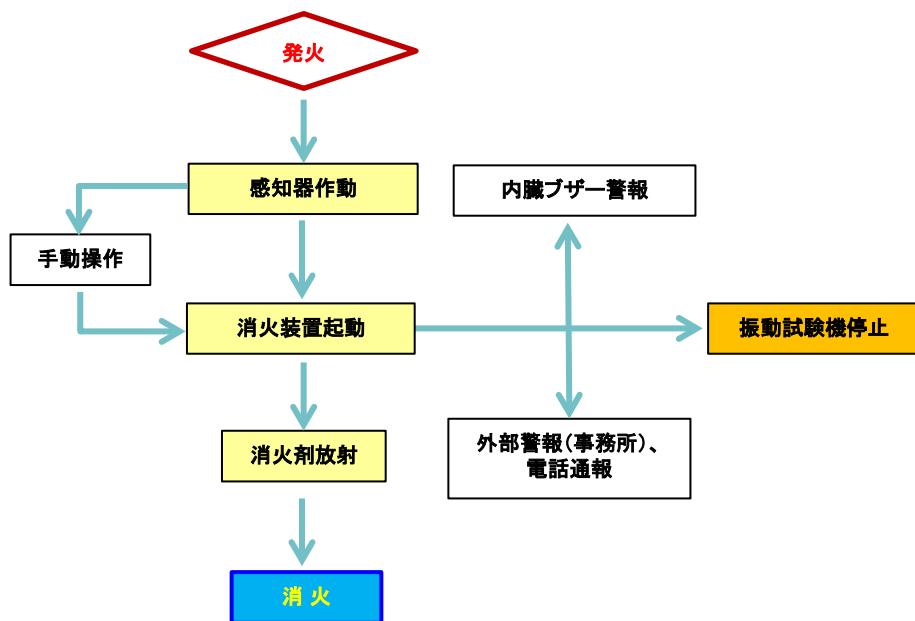 発火
感知器作動
内臓ブザー警報
手動操作
消火装置起動
振動試験機停止
消火剤放射
外部警報(事務所)、
電話通報
消 火